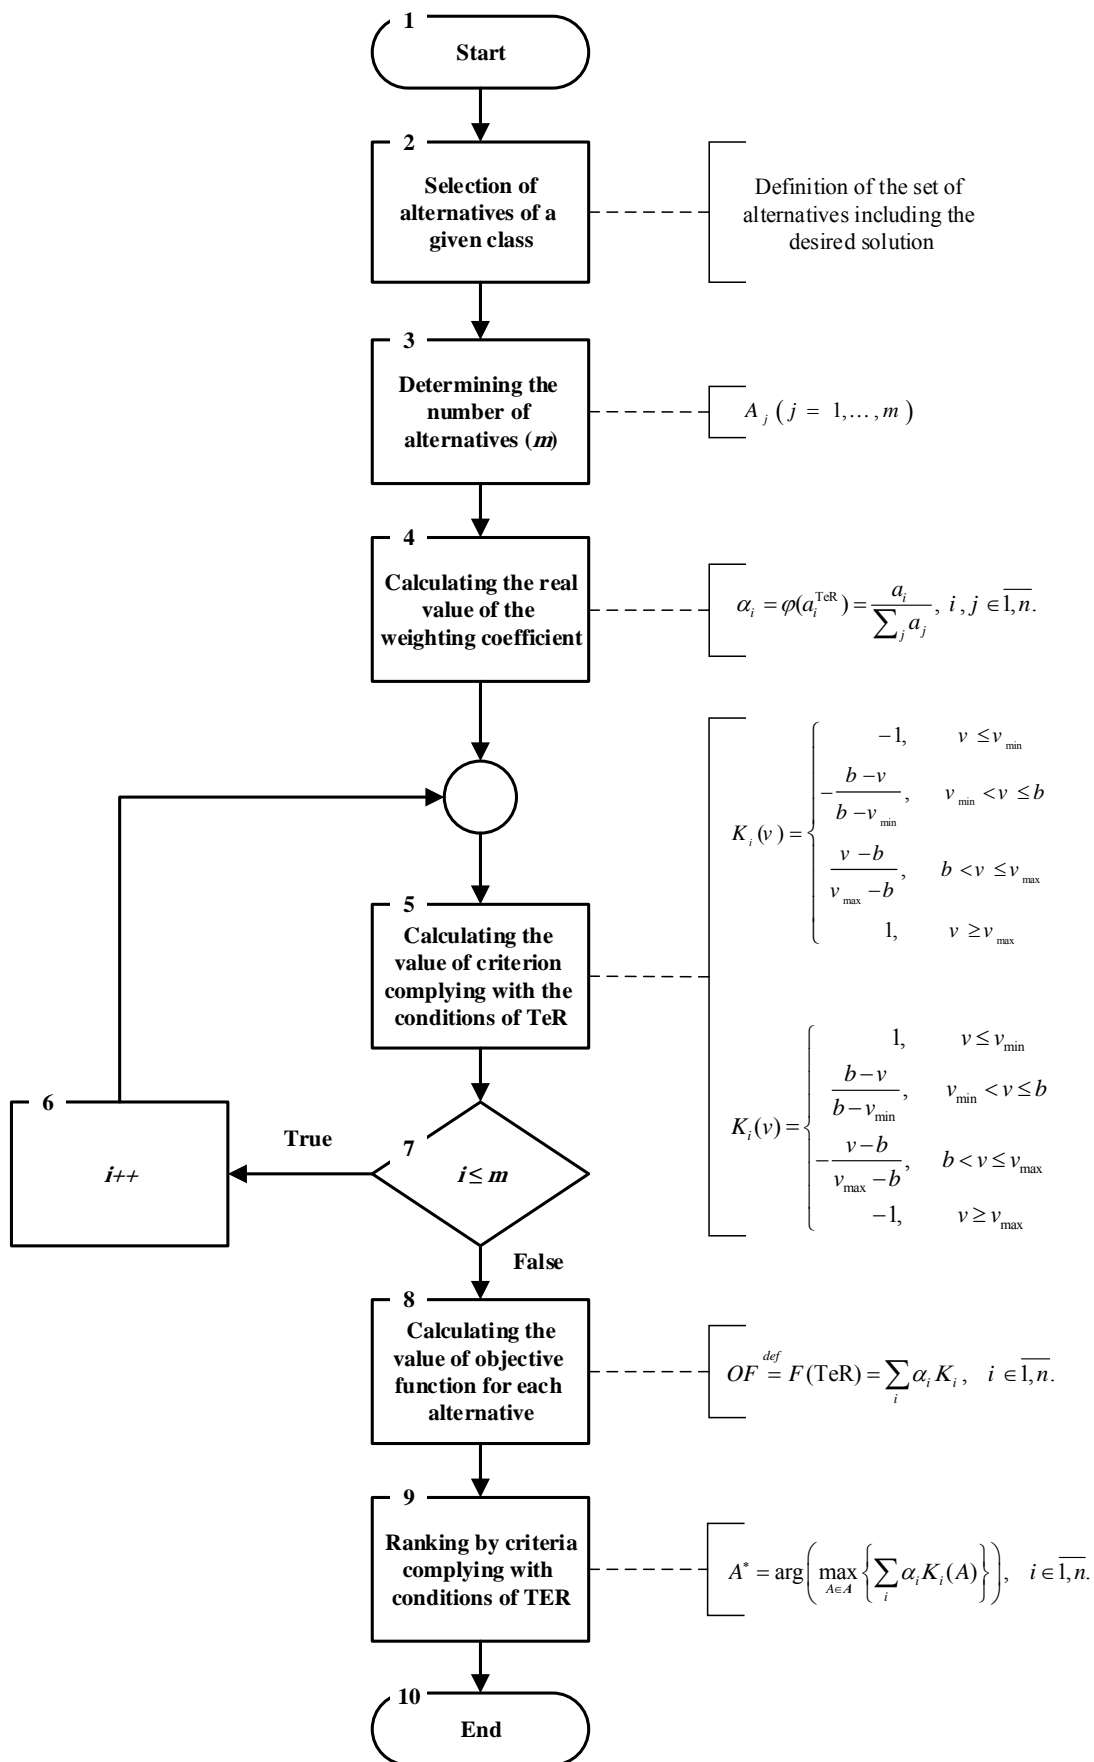 1
Start
2
Selection of
alternatives of a
given class
Definition of the set of
alternatives including the
desired solution
3
Determining the
number of
alternatives (m)
A_j ( j = 1,…, m )
4
Calculating the real
value of the
weighting coefficient
α_i = φ(a_i^TeR) = a_i / ∑_j a_j , i , j ∈ \overline{1,n}.
5
Calculating the
value of criterion
complying with the
conditions of TeR
K_i (v) = {
−1, v ≤ v_min
− (b − v) / (b − v_min), v_min < v ≤ b
(v − b) / (v_max − b), b < v ≤ v_max
1, v ≥ v_max
K_i (v) = {
1, v ≤ v_min
(b − v) / (b − v_min), v_min < v ≤ b
− (v − b) / (v_max − b), b < v ≤ v_max
−1, v ≥ v_max
6
i++
True
7
i ≤ m
False
8
Calculating the
value of objective
function for each
alternative
OF \overset{def}{=} F(TeR) = ∑_i α_i K_i , i ∈ \overline{1,n}.
9
Ranking by criteria
complying with
conditions of TER
A^* = arg( max_{A∈A} { ∑_i α_i K_i (A) } ), i ∈ \overline{1,n}.
10
End